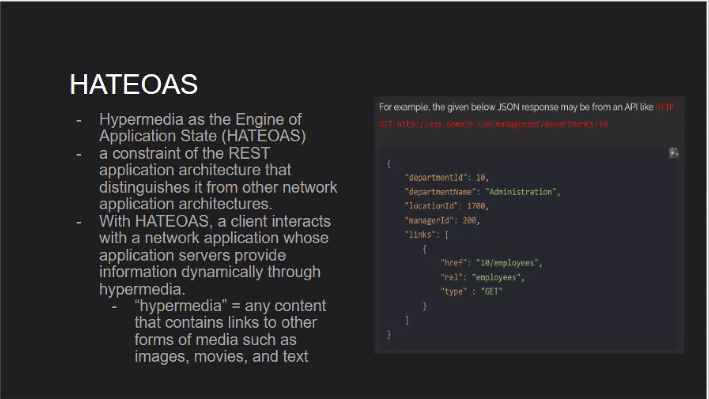 HATEOAS
- Hypermedia as the Engine of
Application State (HATEOAS)
- a constraint of the REST
application architecture that
distinguishes it from other network
application architectures.
- With HATEOAS, a client interacts
with a network application whose
application servers provide
information dynamically through
hypermedia.
- “hypermedia” = any content
that contains links to other
forms of media such as
images, movies, and text
For example, the given below JSON response may be from an API like HTTP
GET http://api.domain.com/management/departments/10
{
"departmentId": 10,
"departmentName": "Administration",
"locationId": 1700,
"managerId": 200,
"links": [
{
"href": "10/employees",
"rel": "employees",
"type" : "GET"
}
]
}